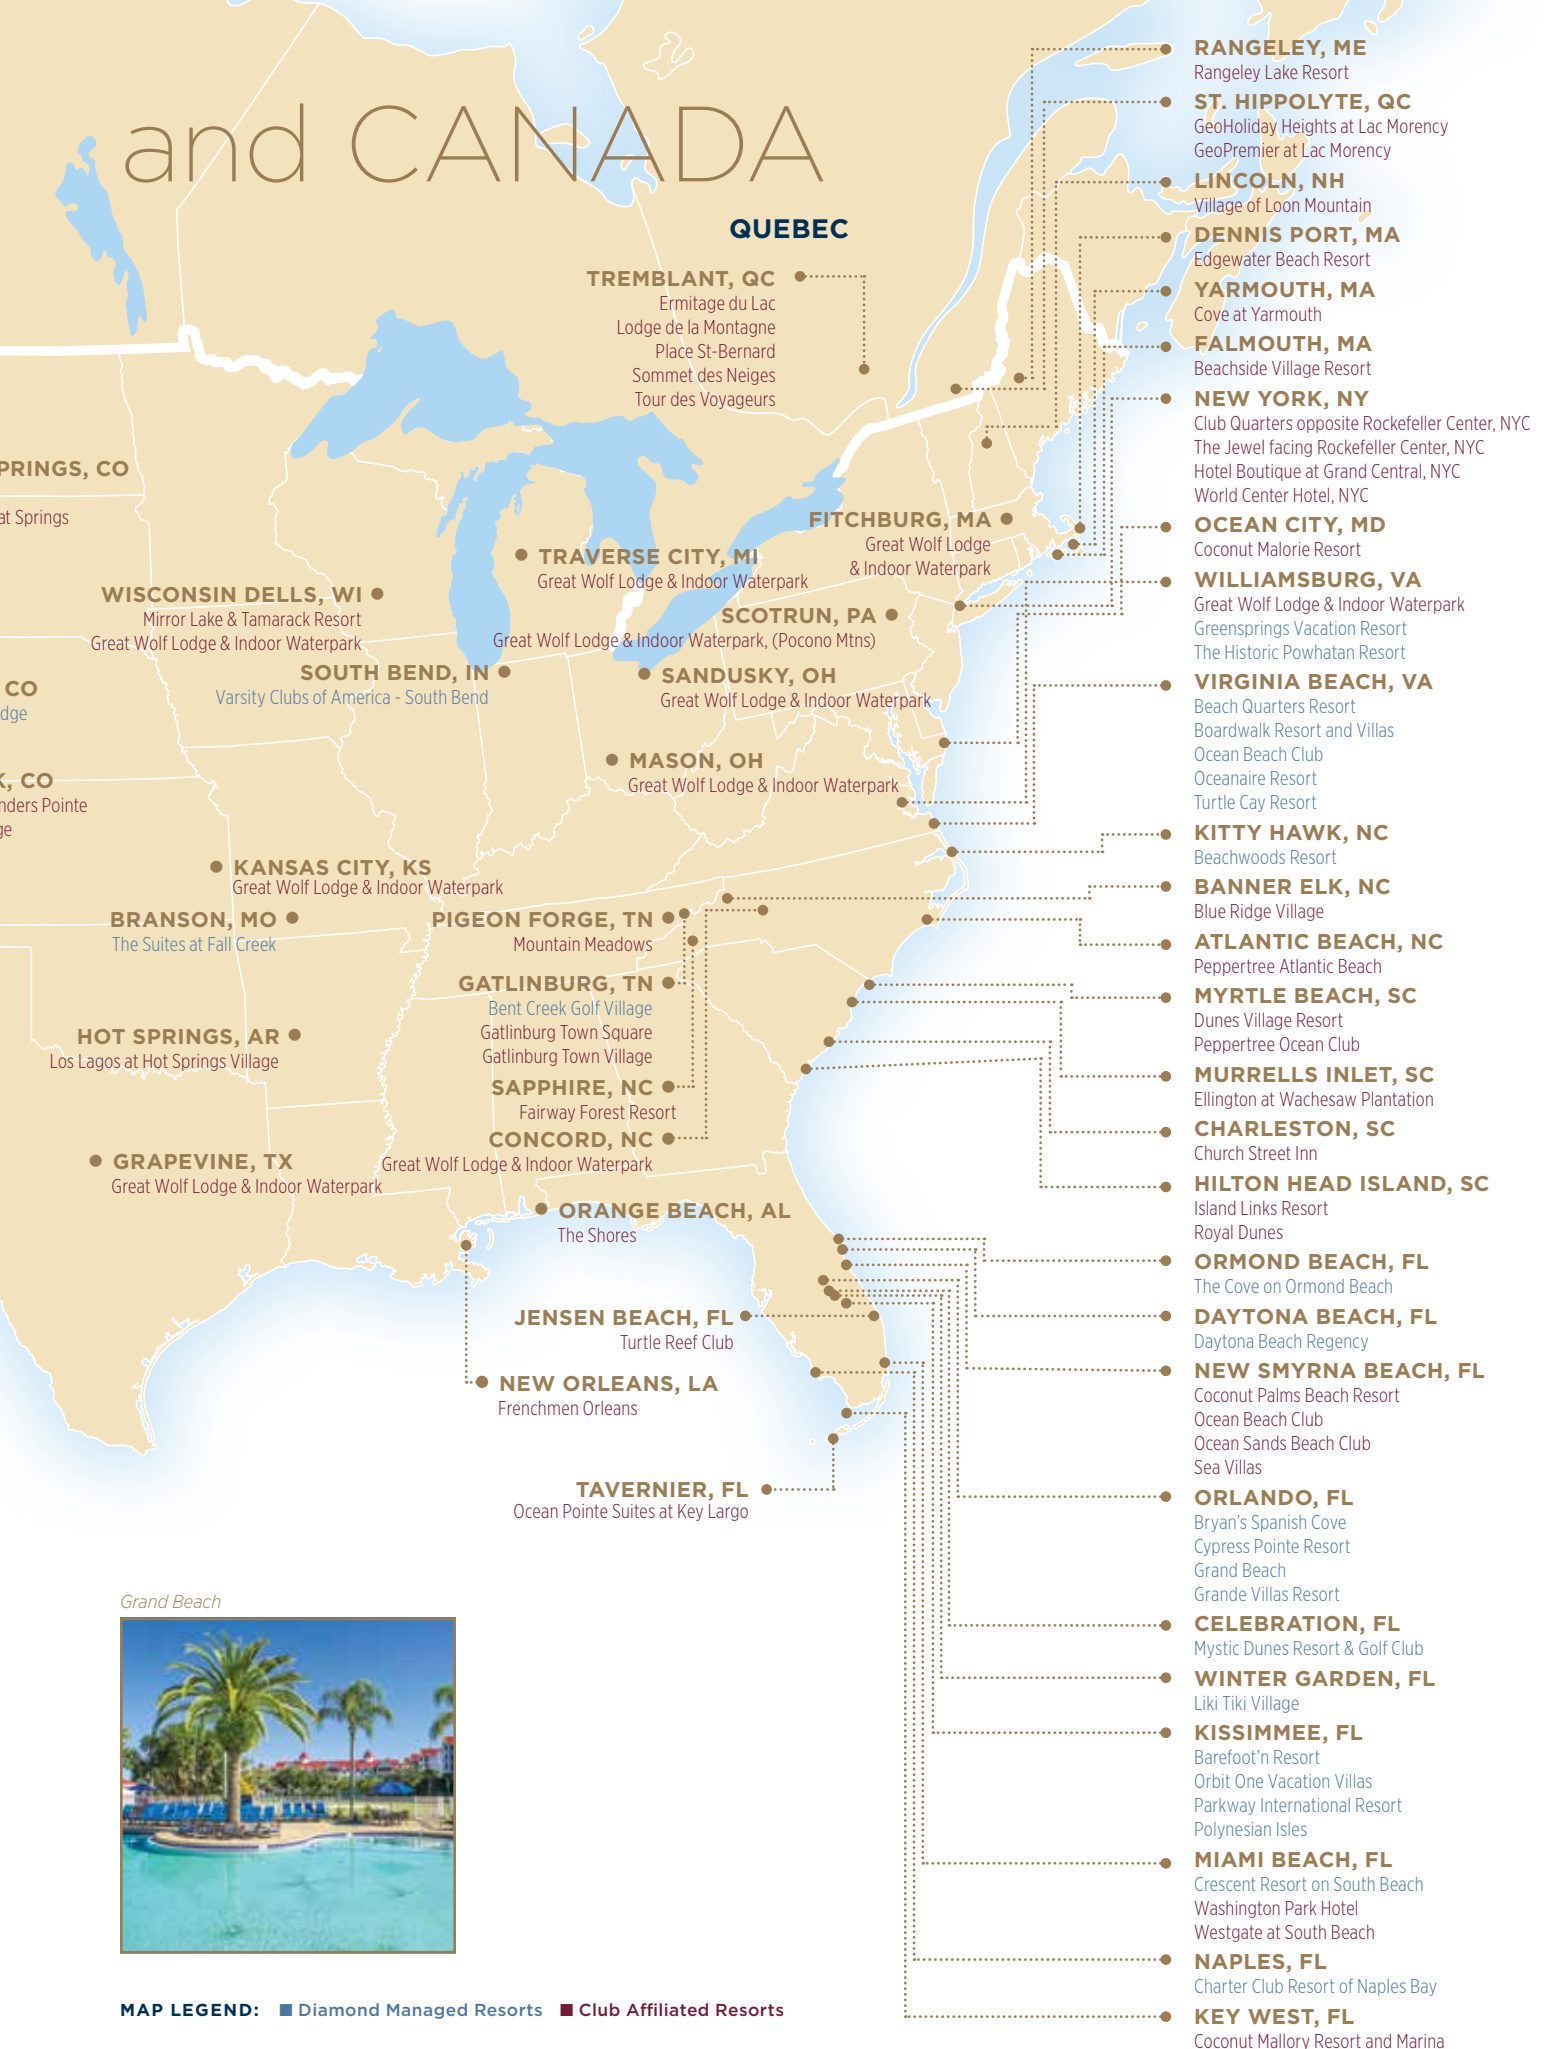 and CANADA
QUEBEC
TREMBLANT, QC
Ermitage du Lac
Lodge de la Montagne
Place St-Bernard
Sommet des Neiges
Tour des Voyageurs
PRINGS, CO
at Springs
CO
dge
K, CO
nders Pointe
ge
FITCHBURG, MA
Great Wolf Lodge
& Indoor Waterpark
TRAVERSE CITY, MI
Great Wolf Lodge & Indoor Waterpark
WISCONSIN DELLS, WI
Mirror Lake & Tamarack Resort
Great Wolf Lodge & Indoor Waterpark
SCOTRUN, PA
Great Wolf Lodge & Indoor Waterpark, (Pocono Mtns)
SOUTH BEND, IN
Varsity Clubs of America - South Bend
SANDUSKY, OH
Great Wolf Lodge & Indoor Waterpark
MASON, OH
Great Wolf Lodge & Indoor Waterpark
KANSAS CITY, KS
Great Wolf Lodge & Indoor Waterpark
BRANSON, MO
The Suites at Fall Creek
PIGEON FORGE, TN
Mountain Meadows
GATLINBURG, TN
Bent Creek Golf Village
Gatlinburg Town Square
Gatlinburg Town Village
HOT SPRINGS, AR
Los Lagos at Hot Springs Village
SAPPHIRE, NC
Fairway Forest Resort
CONCORD, NC
Great Wolf Lodge & Indoor Waterpark
GRAPEVINE, TX
Great Wolf Lodge & Indoor Waterpark
ORANGE BEACH, AL
The Shores
JENSEN BEACH, FL
Turtle Reef Club
NEW ORLEANS, LA
Frenchmen Orleans
TAVERNIER, FL
Ocean Pointe Suites at Key Largo
RANGELEY, ME
Rangeley Lake Resort
ST. HIPPOLYTE, QC
GeoHoliday Heights at Lac Morency
GeoPremier at Lac Morency
LINCOLN, NH
Village of Loon Mountain
DENNIS PORT, MA
Edgewater Beach Resort
YARMOUTH, MA
Cove at Yarmouth
FALMOUTH, MA
Beachside Village Resort
NEW YORK, NY
Club Quarters opposite Rockefeller Center, NYC
The Jewel facing Rockefeller Center, NYC
Hotel Boutique at Grand Central, NYC
World Center Hotel, NYC
OCEAN CITY, MD
Coconut Malorie Resort
WILLIAMSBURG, VA
Great Wolf Lodge & Indoor Waterpark
Greensprings Vacation Resort
The Historic Powhatan Resort
VIRGINIA BEACH, VA
Beach Quarters Resort
Boardwalk Resort and Villas
Ocean Beach Club
Oceanaire Resort
Turtle Cay Resort
KITTY HAWK, NC
Beachwoods Resort
BANNER ELK, NC
Blue Ridge Village
ATLANTIC BEACH, NC
Peppertree Atlantic Beach
MYRTLE BEACH, SC
Dunes Village Resort
Peppertree Ocean Club
MURRELLS INLET, SC
Ellington at Wachesaw Plantation
CHARLESTON, SC
Church Street Inn
HILTON HEAD ISLAND, SC
Island Links Resort
Royal Dunes
ORMOND BEACH, FL
The Cove on Ormond Beach
DAYTONA BEACH, FL
Daytona Beach Regency
NEW SMYRNA BEACH, FL
Coconut Palms Beach Resort
Ocean Beach Club
Ocean Sands Beach Club
Sea Villas
ORLANDO, FL
Bryan's Spanish Cove
Cypress Pointe Resort
Grand Beach
Grande Villas Resort
CELEBRATION, FL
Mystic Dunes Resort & Golf Club
WINTER GARDEN, FL
Liki Tiki Village
KISSIMMEE, FL
Barefoot'n Resort
Orbit One Vacation Villas
Parkway International Resort
Polynesian Isles
MIAMI BEACH, FL
Crescent Resort on South Beach
Washington Park Hotel
Westgate at South Beach
NAPLES, FL
Charter Club Resort of Naples Bay
KEY WEST, FL
Coconut Mallory Resort and Marina
Grand Beach
MAP LEGEND: Diamond Managed Resorts Club Affiliated Resorts